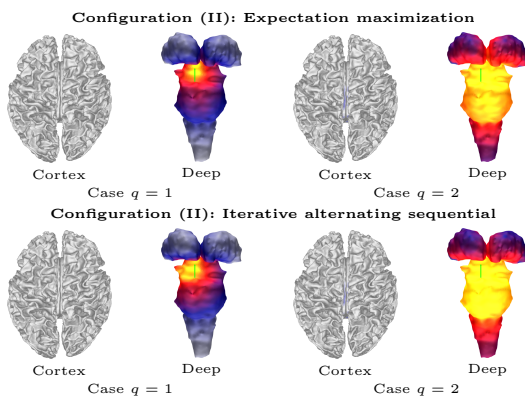 Configuration (II): Expectation maximization
Cortex Deep Cortex Deep
Case q = 1 Case q = 2
Configuration (II): Iterative alternating sequential
Cortex Deep Cortex Deep
Case q = 1 Case q = 2